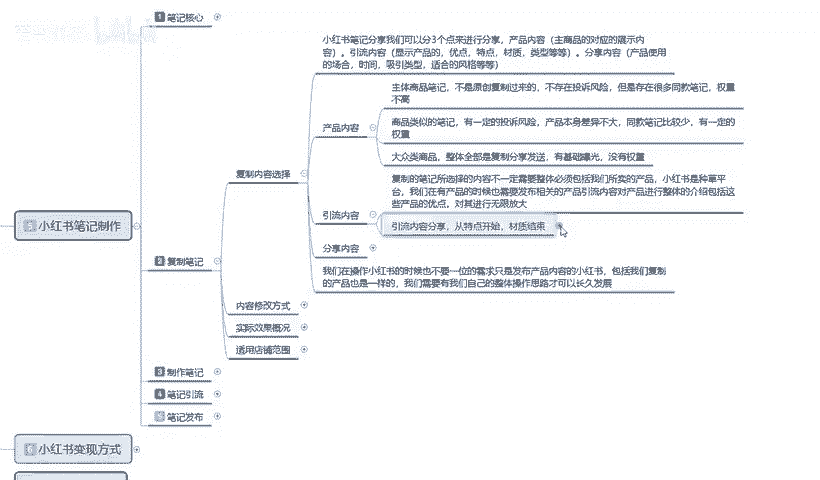 1 笔记核心
小红书笔记分享我们可以分3个点来进行分享，产品内容（主商品的对应的展示内
容）。引流内容（显示产品的，优点，特点，材质，类型等等）。分享内容（产品使用
的场合，时间，吸引类型，适合的风格等等）
主体商品笔记，不是原创复制过来的，不存在投诉风险，但是存在很多同款笔记，权重
不高
商品类似的笔记，有一定的投诉风险，产品本身差异不大，同款笔记比较少，有一定的
权重
产品内容
大众类商品，整体全部是复制分享发送，有基础曝光，没有权重
复制内容选择
复制的笔记所选择的内容不一定需要整体必须包括我们所卖的产品，小红书是种草平
台，我们在有产品的时候也需要发布相关的产品引流内容对产品进行整体的介绍包括这
些产品的优点，对其进行无限放大
引流内容
引流内容分享，从特点开始，材质结束
5 小红书笔记制作
分享内容
2 复制笔记
我们在操作小红书的时候也不要一位的需求只是发布产品内容的小红书，包括我们复制
的产品也是一样的，我们需要有我们自己的整体操作思路才可以长久发展
内容修改方式
实际效果概况
适用店铺范围
3 制作笔记
4 笔记引流
5 笔记发布
6 小红书变现方式